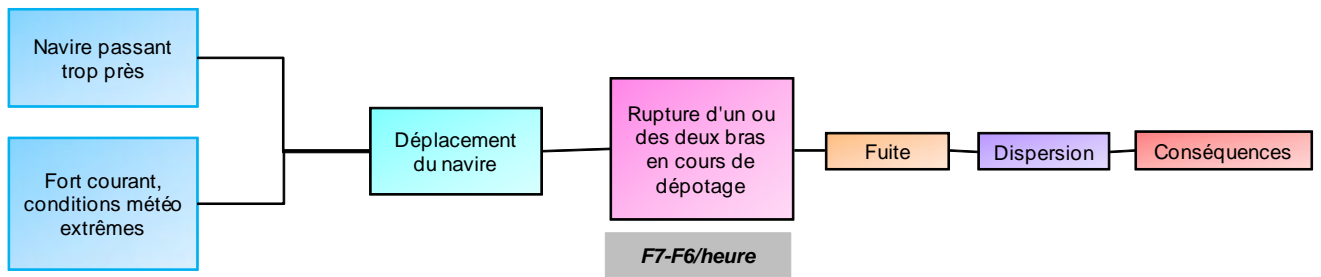 Navire passant
trop près
Fort courant,
conditions météo
extrêmes
Déplacement
du navire
Rupture d'un ou
des deux bras
en cours de
dépotage
F7-F6/heure
Fuite
Dispersion
Conséquences